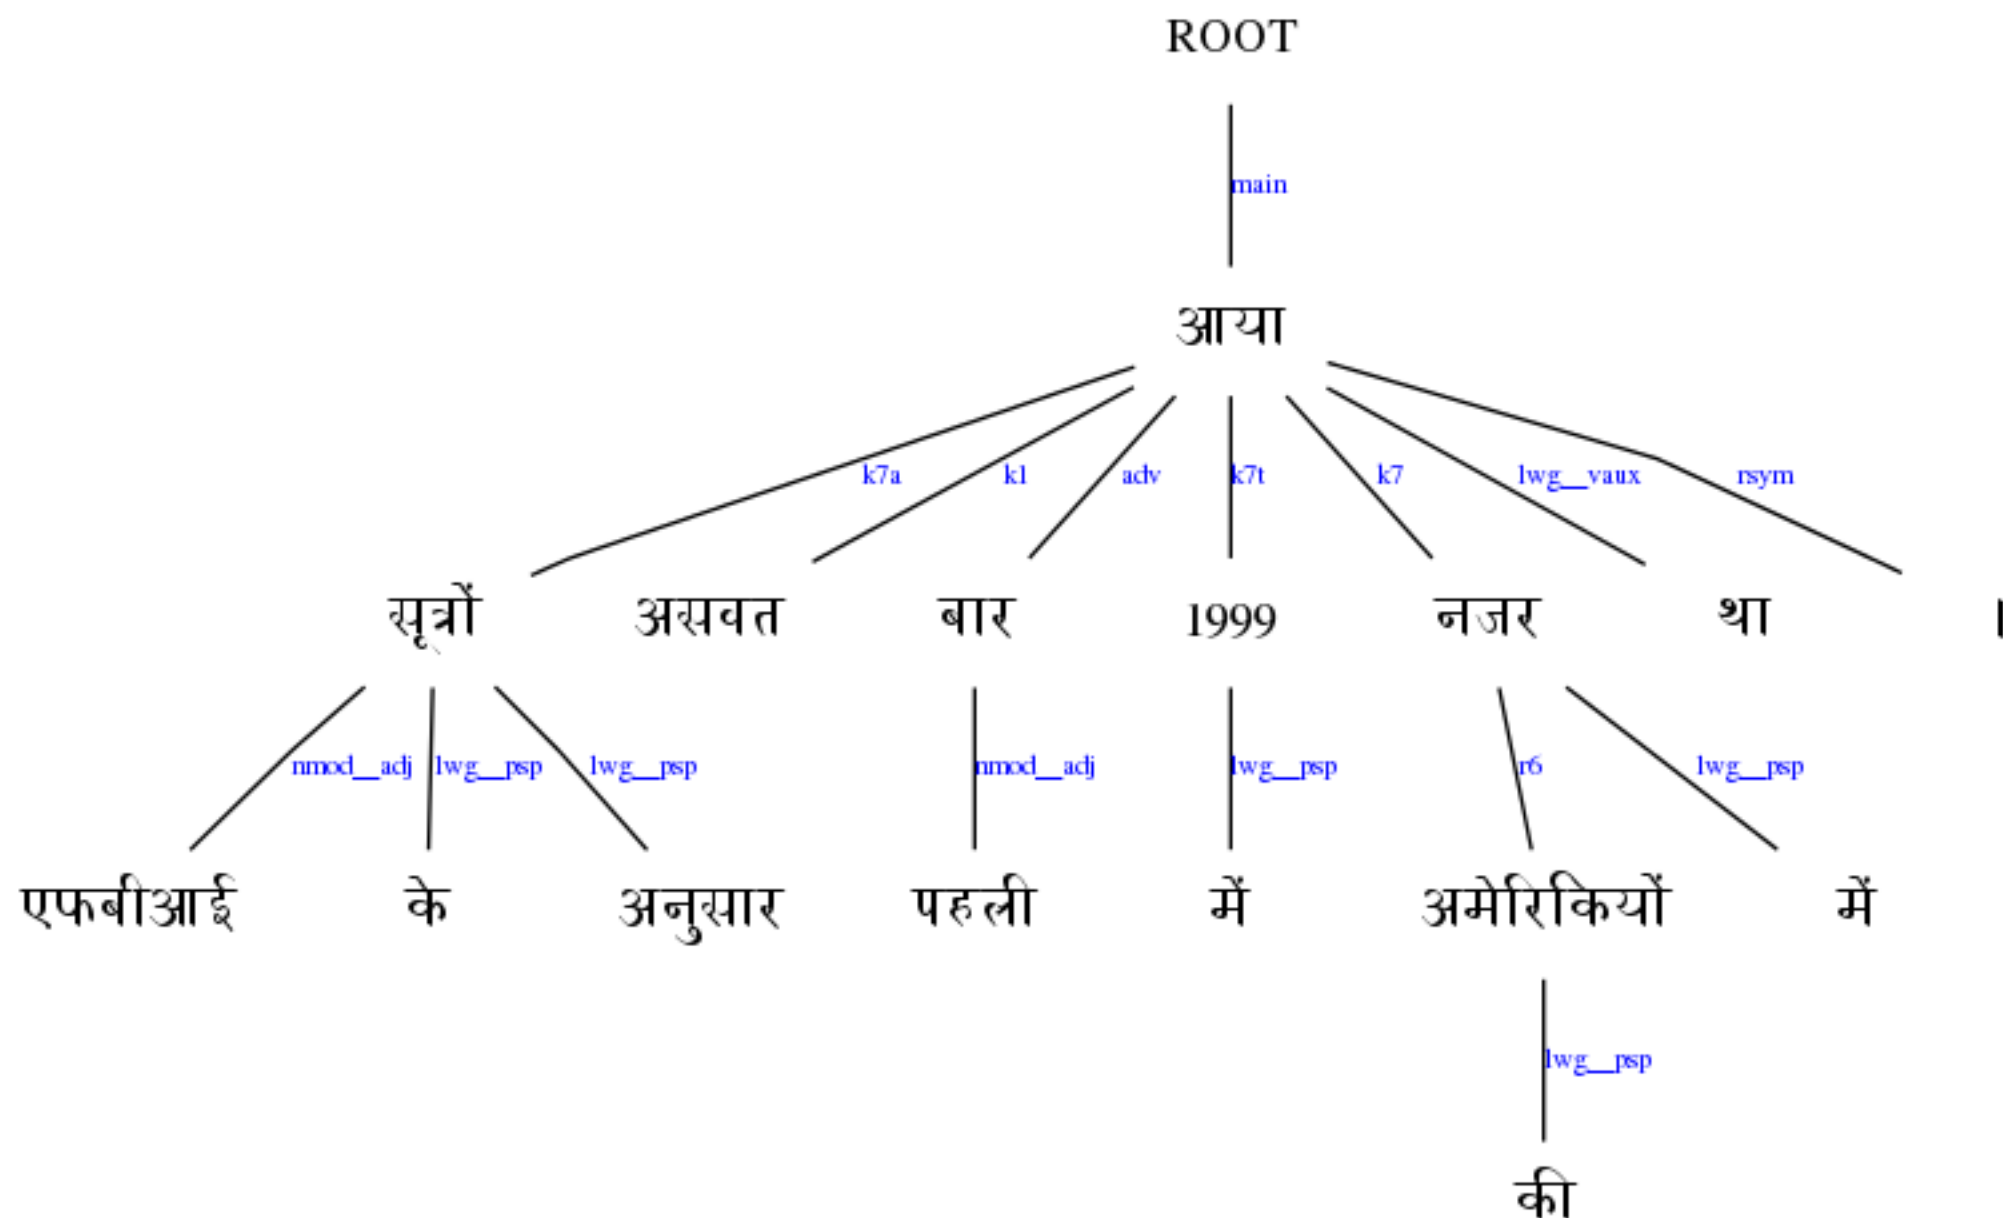 ROOT
main
आया
k7a k1 adv k7t k7 lwg__vaux rsym
सूत्रों असवत बार 1999 नजर था ।
nmod__adj lwg__psp lwg__psp nmod__adj lwg__psp r6 lwg__psp
एफबीआई के अनुसार पहली में अमेरिकियों में
lwg__psp
की